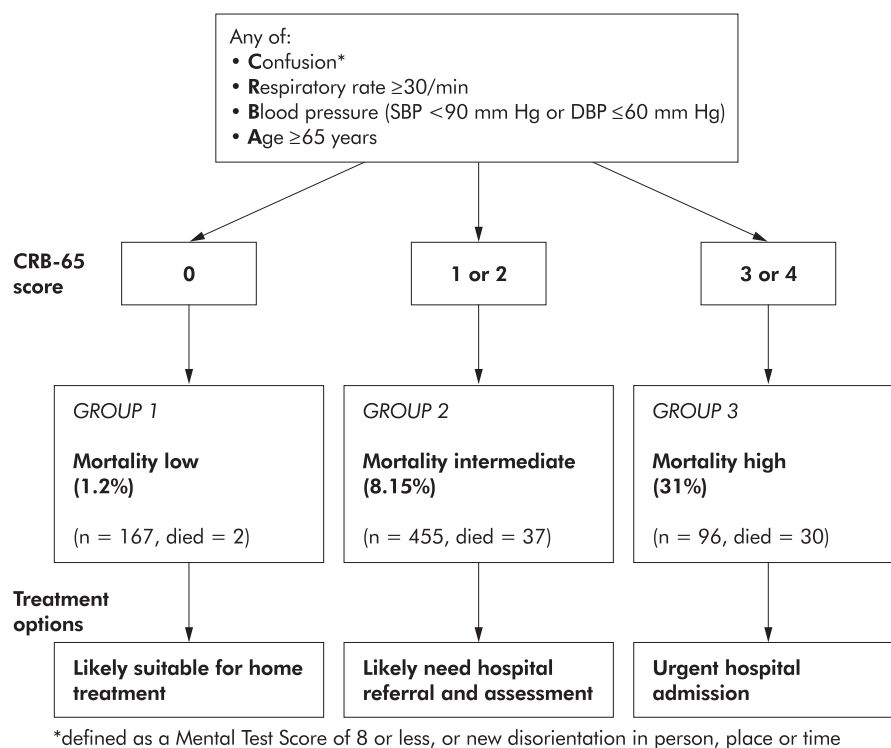 Any of:
• Confusion*
• Respiratory rate ≥30/min
• Blood pressure (SBP <90 mm Hg or DBP ≤60 mm Hg)
• Age ≥65 years
CRB-65
score
0
1 or 2
3 or 4
GROUP 1
Mortality low
(1.2%)
(n = 167, died = 2)
GROUP 2
Mortality intermediate
(8.15%)
(n = 455, died = 37)
GROUP 3
Mortality high
(31%)
(n = 96, died = 30)
Treatment
options
Likely suitable for home
treatment
Likely need hospital
referral and assessment
Urgent hospital
admission
*defined as a Mental Test Score of 8 or less, or new disorientation in person, place or time